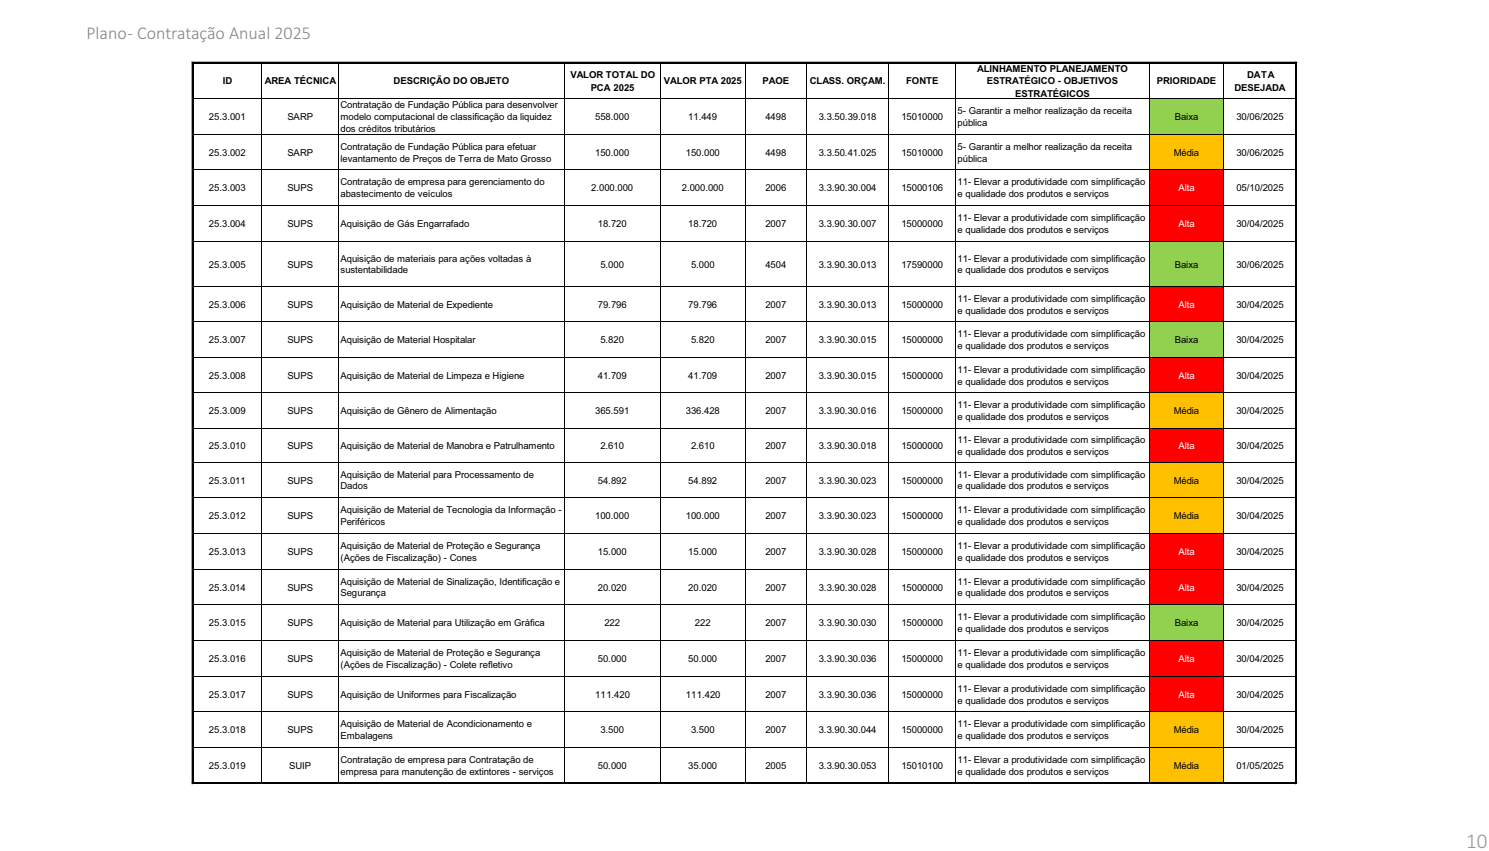 Plano- Contratação Anual 2025
ID AREA TÉCNICA DESCRIÇÃO DO OBJETO VALOR TOTAL DO PCA 2025 VALOR PTA 2025 PAOE CLASS. ORÇAM. FONTE ALINHAMENTO PLANEJAMENTO ESTRATÉGICO - OBJETIVOS ESTRATÉGICOS PRIORIDADE DATA DESEJADA
25.3.001 SARP Contratação de Fundação Pública para desenvolver modelo computacional de classificação da liquidez dos créditos tributários 558.000 11.449 4498 3.3.50.39.018 15010000 5- Garantir a melhor realização da receita pública Baixa 30/06/2025
25.3.002 SARP Contratação de Fundação Pública para efetuar levantamento de Preços de Terra de Mato Grosso 150.000 150.000 4498 3.3.50.41.025 15010000 5- Garantir a melhor realização da receita pública Média 30/06/2025
25.3.003 SUPS Contratação de empresa para gerenciamento do abastecimento de veículos 2.000.000 2.000.000 2006 3.3.90.30.004 15000106 11- Elevar a produtividade com simplificação e qualidade dos produtos e serviços Alta 05/10/2025
25.3.004 SUPS Aquisição de Gás Engarrafado 18.720 18.720 2007 3.3.90.30.007 15000000 11- Elevar a produtividade com simplificação e qualidade dos produtos e serviços Alta 30/04/2025
25.3.005 SUPS Aquisição de materiais para ações voltadas à sustentabilidade 5.000 5.000 4504 3.3.90.30.013 17590000 11- Elevar a produtividade com simplificação e qualidade dos produtos e serviços Baixa 30/06/2025
25.3.006 SUPS Aquisição de Material de Expediente 79.796 79.796 2007 3.3.90.30.013 15000000 11- Elevar a produtividade com simplificação e qualidade dos produtos e serviços Alta 30/04/2025
25.3.007 SUPS Aquisição de Material Hospitalar 5.820 5.820 2007 3.3.90.30.015 15000000 11- Elevar a produtividade com simplificação e qualidade dos produtos e serviços Baixa 30/04/2025
25.3.008 SUPS Aquisição de Material de Limpeza e Higiene 41.709 41.709 2007 3.3.90.30.015 15000000 11- Elevar a produtividade com simplificação e qualidade dos produtos e serviços Alta 30/04/2025
25.3.009 SUPS Aquisição de Gênero de Alimentação 365.591 336.428 2007 3.3.90.30.016 15000000 11- Elevar a produtividade com simplificação e qualidade dos produtos e serviços Média 30/04/2025
25.3.010 SUPS Aquisição de Material de Manobra e Patrulhamento 2.610 2.610 2007 3.3.90.30.018 15000000 11- Elevar a produtividade com simplificação e qualidade dos produtos e serviços Alta 30/04/2025
25.3.011 SUPS Aquisição de Material para Processamento de Dados 54.892 54.892 2007 3.3.90.30.023 15000000 11- Elevar a produtividade com simplificação e qualidade dos produtos e serviços Média 30/04/2025
25.3.012 SUPS Aquisição de Material de Tecnologia da Informação - Periféricos 100.000 100.000 2007 3.3.90.30.023 15000000 11- Elevar a produtividade com simplificação e qualidade dos produtos e serviços Média 30/04/2025
25.3.013 SUPS Aquisição de Material de Proteção e Segurança (Ações de Fiscalização) - Cones 15.000 15.000 2007 3.3.90.30.028 15000000 11- Elevar a produtividade com simplificação e qualidade dos produtos e serviços Alta 30/04/2025
25.3.014 SUPS Aquisição de Material de Sinalização, Identificação e Segurança 20.020 20.020 2007 3.3.90.30.028 15000000 11- Elevar a produtividade com simplificação e qualidade dos produtos e serviços Alta 30/04/2025
25.3.015 SUPS Aquisição de Material para Utilização em Gráfica 222 222 2007 3.3.90.30.030 15000000 11- Elevar a produtividade com simplificação e qualidade dos produtos e serviços Baixa 30/04/2025
25.3.016 SUPS Aquisição de Material de Proteção e Segurança (Ações de Fiscalização) - Colete refletivo 50.000 50.000 2007 3.3.90.30.036 15000000 11- Elevar a produtividade com simplificação e qualidade dos produtos e serviços Alta 30/04/2025
25.3.017 SUPS Aquisição de Uniformes para Fiscalização 111.420 111.420 2007 3.3.90.30.036 15000000 11- Elevar a produtividade com simplificação e qualidade dos produtos e serviços Alta 30/04/2025
25.3.018 SUPS Aquisição de Material de Acondicionamento e Embalagens 3.500 3.500 2007 3.3.90.30.044 15000000 11- Elevar a produtividade com simplificação e qualidade dos produtos e serviços Média 30/04/2025
25.3.019 SUIP Contratação de empresa para Contratação de empresa para manutenção de extintores - serviços 50.000 35.000 2005 3.3.90.30.053 15010100 11- Elevar a produtividade com simplificação e qualidade dos produtos e serviços Média 01/05/2025
10